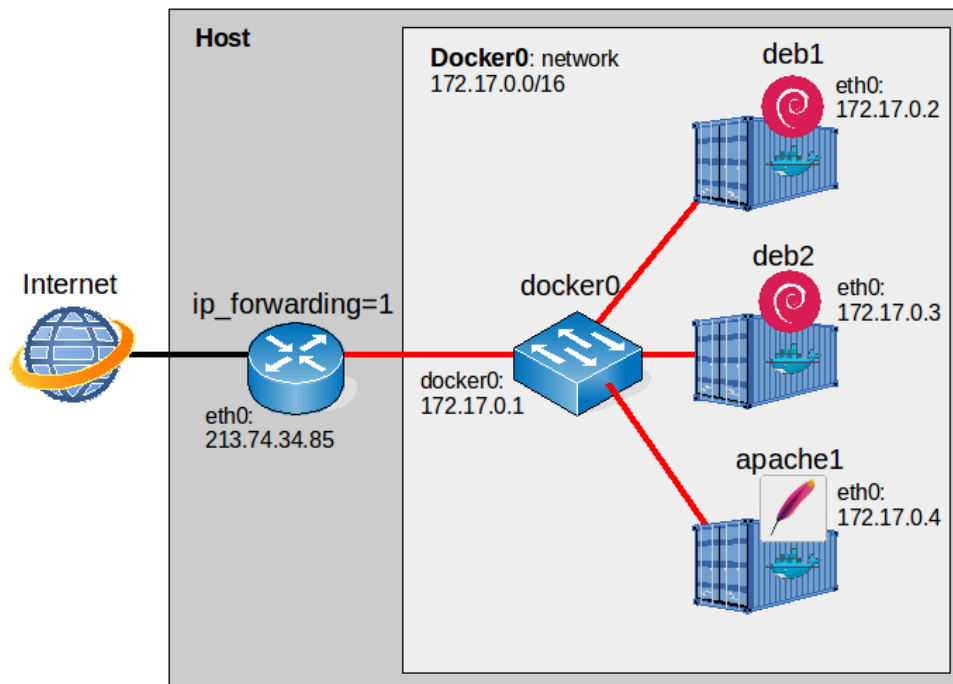 Host
Docker0: network
172.17.0.0/16
deb1
eth0:
172.17.0.2
Internet
ip_forwarding=1
docker0
deb2
eth0:
172.17.0.3
docker0:
172.17.0.1
eth0:
213.74.34.85
apache1
eth0:
172.17.0.4